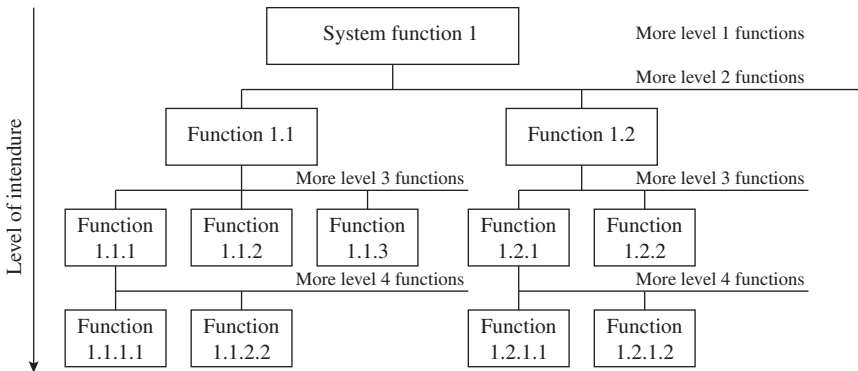 System function 1
More level 1 functions
More level 2 functions
Function 1.1
Function 1.2
More level 3 functions
More level 3 functions
Function
1.1.1
Function
1.1.2
Function
1.1.3
Function
1.2.1
Function
1.2.2
More level 4 functions
More level 4 functions
Function
1.1.1.1
Function
1.1.2.2
Function
1.2.1.1
Function
1.2.1.2
Level of intendure